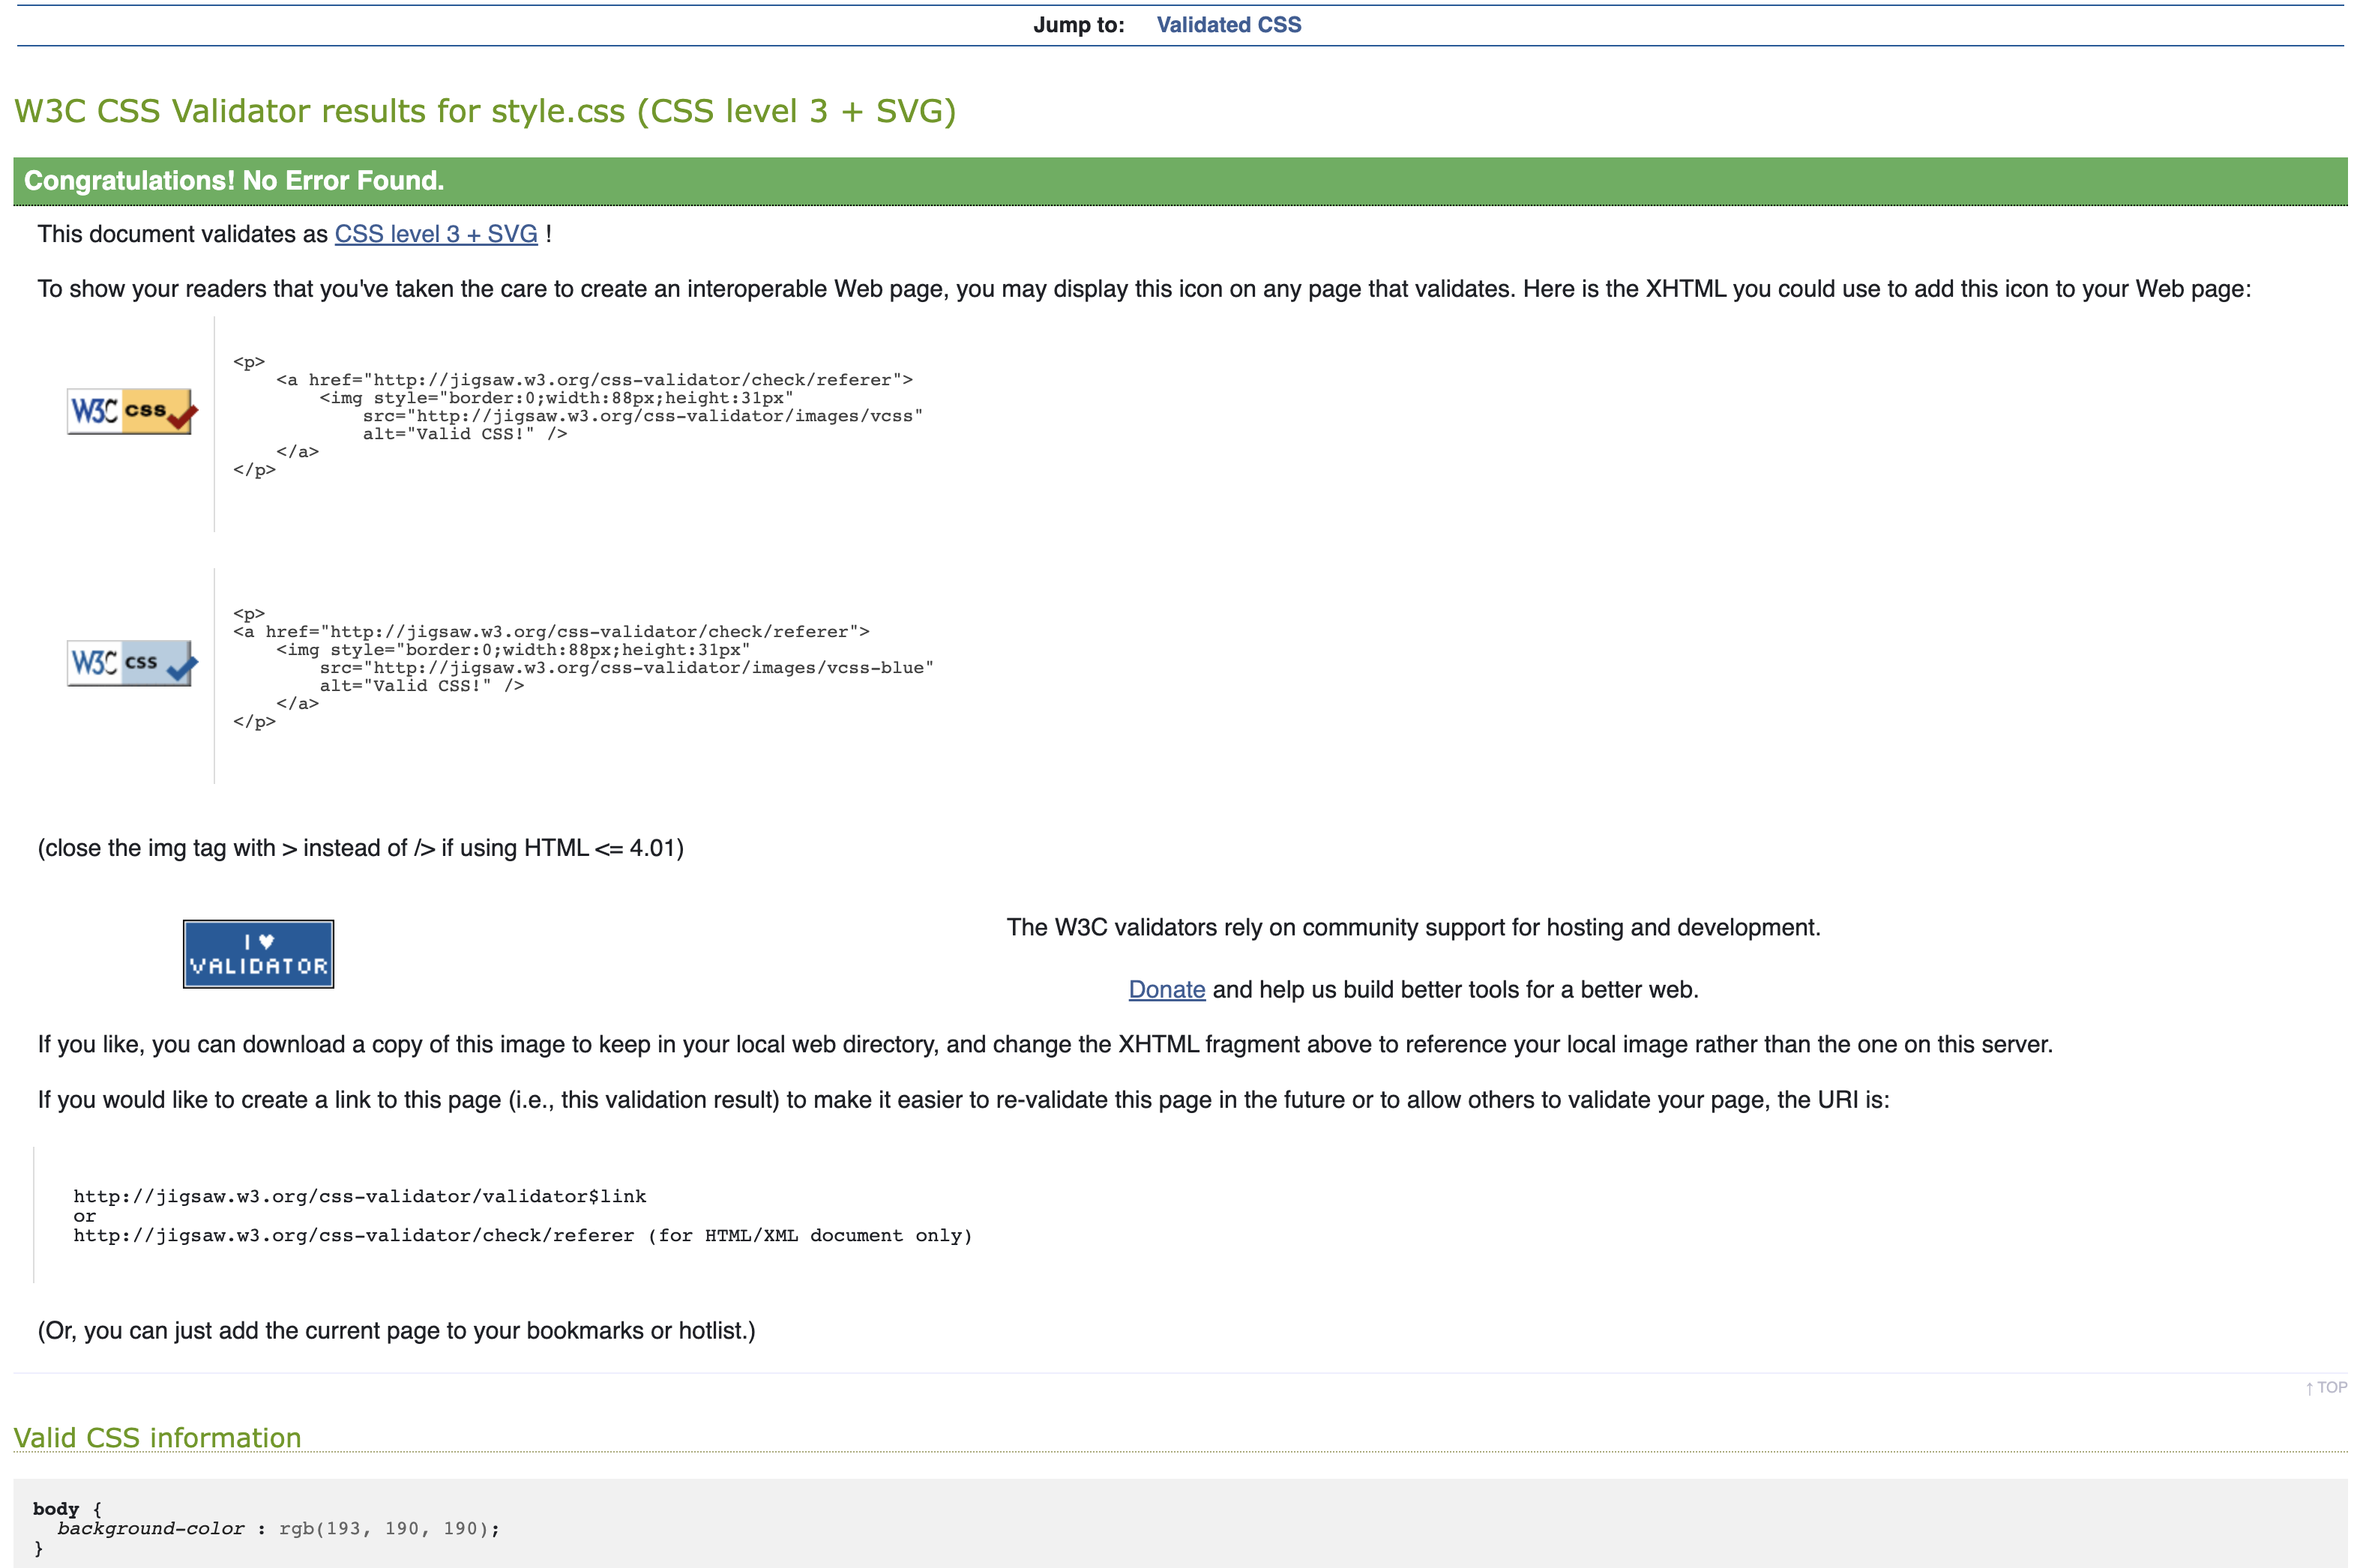 Jump to: Validated CSS
W3C CSS Validator results for style.css (CSS level 3 + SVG)
Congratulations! No Error Found.
This document validates as CSS level 3 + SVG !
To show your readers that you've taken the care to create an interoperable Web page, you may display this icon on any page that validates. Here is the XHTML you could use to add this icon to your Web page:
W3C css
<p>
    <a href="http://jigsaw.w3.org/css-validator/check/referer">
        <img style="border:0;width:88px;height:31px"
            src="http://jigsaw.w3.org/css-validator/images/vcss"
            alt="Valid CSS!" />
    </a>
</p>
W3C css
<p>
<a href="http://jigsaw.w3.org/css-validator/check/referer">
    <img style="border:0;width:88px;height:31px"
        src="http://jigsaw.w3.org/css-validator/images/vcss-blue"
        alt="Valid CSS!" />
    </a>
</p>
(close the img tag with > instead of /> if using HTML <= 4.01)
I ♥
VALIDATOR
The W3C validators rely on community support for hosting and development.
Donate and help us build better tools for a better web.
If you like, you can download a copy of this image to keep in your local web directory, and change the XHTML fragment above to reference your local image rather than the one on this server.
If you would like to create a link to this page (i.e., this validation result) to make it easier to re-validate this page in the future or to allow others to validate your page, the URI is:
http://jigsaw.w3.org/css-validator/validator$link
or
http://jigsaw.w3.org/css-validator/check/referer (for HTML/XML document only)
(Or, you can just add the current page to your bookmarks or hotlist.)
↑ TOP
Valid CSS information
body {
  background-color : rgb(193, 190, 190);
}